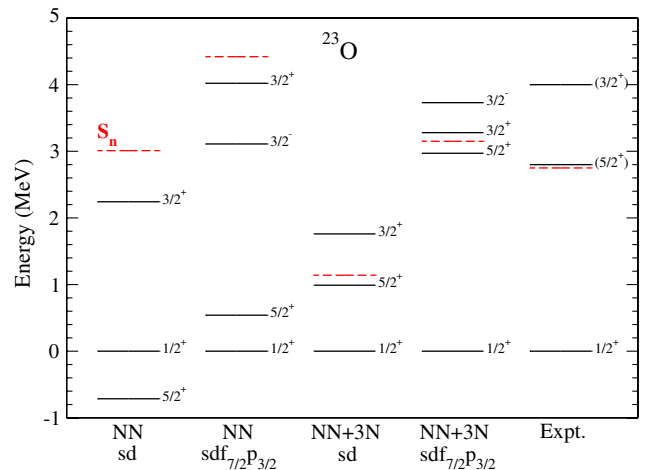 5
4
3
2
1
0
-1
Energy (MeV)
²³O
Sₙ
3/2⁺
1/2⁺
5/2⁺
3/2⁺
3/2⁻
5/2⁺
1/2⁺
3/2⁺
5/2⁺
1/2⁺
3/2⁻
3/2⁺
5/2⁺
1/2⁺
(3/2⁺)
(5/2⁺)
1/2⁺
NN
sd
NN
sdf7/2p3/2
NN+3N
sd
NN+3N
sdf7/2p3/2
Expt.